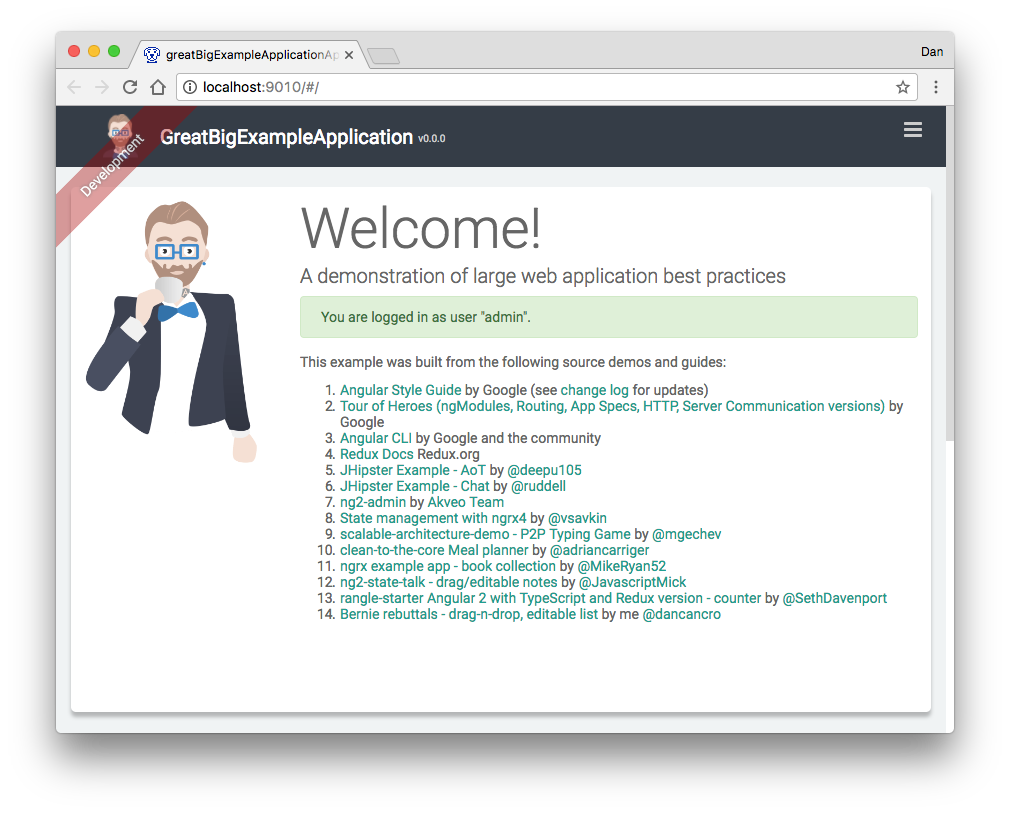 greatBigExampleApplicationAp
Dan
localhost:9010/#/
Development
GreatBigExampleApplication v0.0.0
Welcome!
A demonstration of large web application best practices
You are logged in as user "admin".
This example was built from the following source demos and guides:
1. Angular Style Guide by Google (see change log for updates)
2. Tour of Heroes (ngModules, Routing, App Specs, HTTP, Server Communication versions) by
Google
3. Angular CLI by Google and the community
4. Redux Docs Redux.org
5. JHipster Example - AoT by @deepu105
6. JHipster Example - Chat by @ruddell
7. ng2-admin by Akveo Team
8. State management with ngrx4 by @vsavkin
9. scalable-architecture-demo - P2P Typing Game by @mgechev
10. clean-to-the-core Meal planner by @adriancarriger
11. ngrx example app - book collection by @MikeRyan52
12. ng2-state-talk - drag/editable notes by @JavascriptMick
13. rangle-starter Angular 2 with TypeScript and Redux version - counter by @SethDavenport
14. Bernie rebuttals - drag-n-drop, editable list by me @dancancro